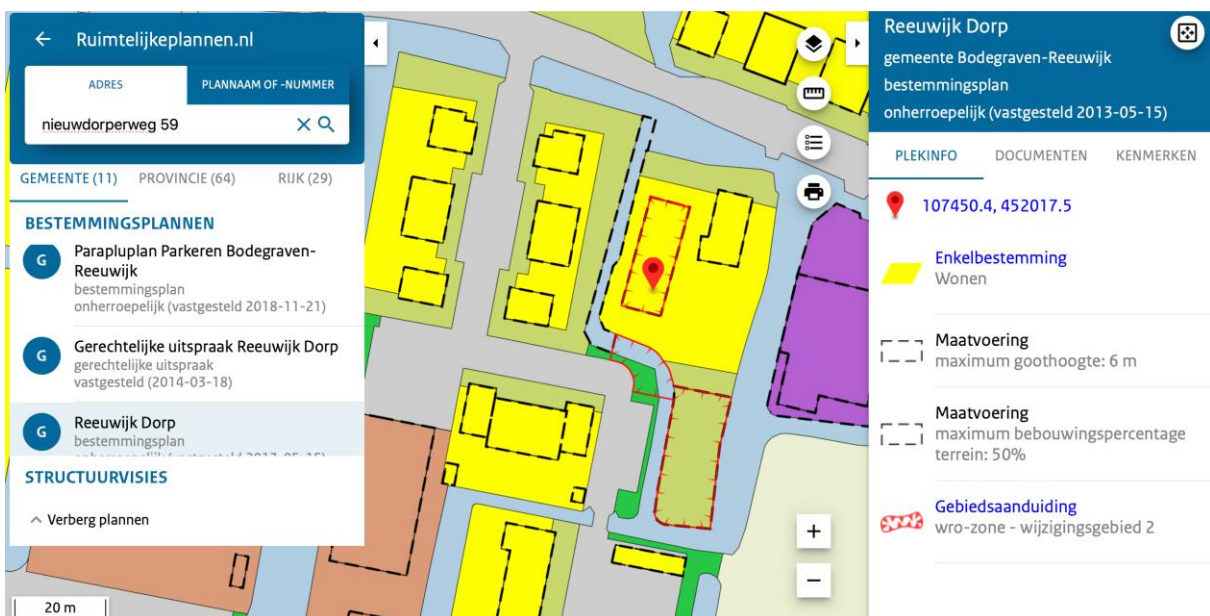 Ruimtelijkeplannen.nl
ADRES
PLANNAAM OF -NUMMER
nieuwdorperweg 59
GEMEENTE (11)
PROVINCIE (64)
RIJK (29)
BESTEMMINGSPLANNEN
G
Parapluplan Parkeren Bodegraven-
Reeuwijk
bestemmingsplan
onherroepelijk (vastgesteld 2018-11-21)
G
Gerechtelijke uitspraak Reeuwijk Dorp
gerechtelijke uitspraak
vastgesteld (2014-03-18)
G
Reeuwijk Dorp
bestemmingsplan
STRUCTUURVISIES
Verberg plannen
20 m
+
−
Reeuwijk Dorp
gemeente Bodegraven-Reeuwijk
bestemmingsplan
onherroepelijk (vastgesteld 2013-05-15)
PLEKINFO
DOCUMENTEN
KENMERKEN
107450.4, 452017.5
Enkelbestemming
Wonen
Maatvoering
maximum goothoogte: 6 m
Maatvoering
maximum bebouwingspercentage
terrein: 50%
Gebiedsaanduiding
wro-zone - wijzigingsgebied 2